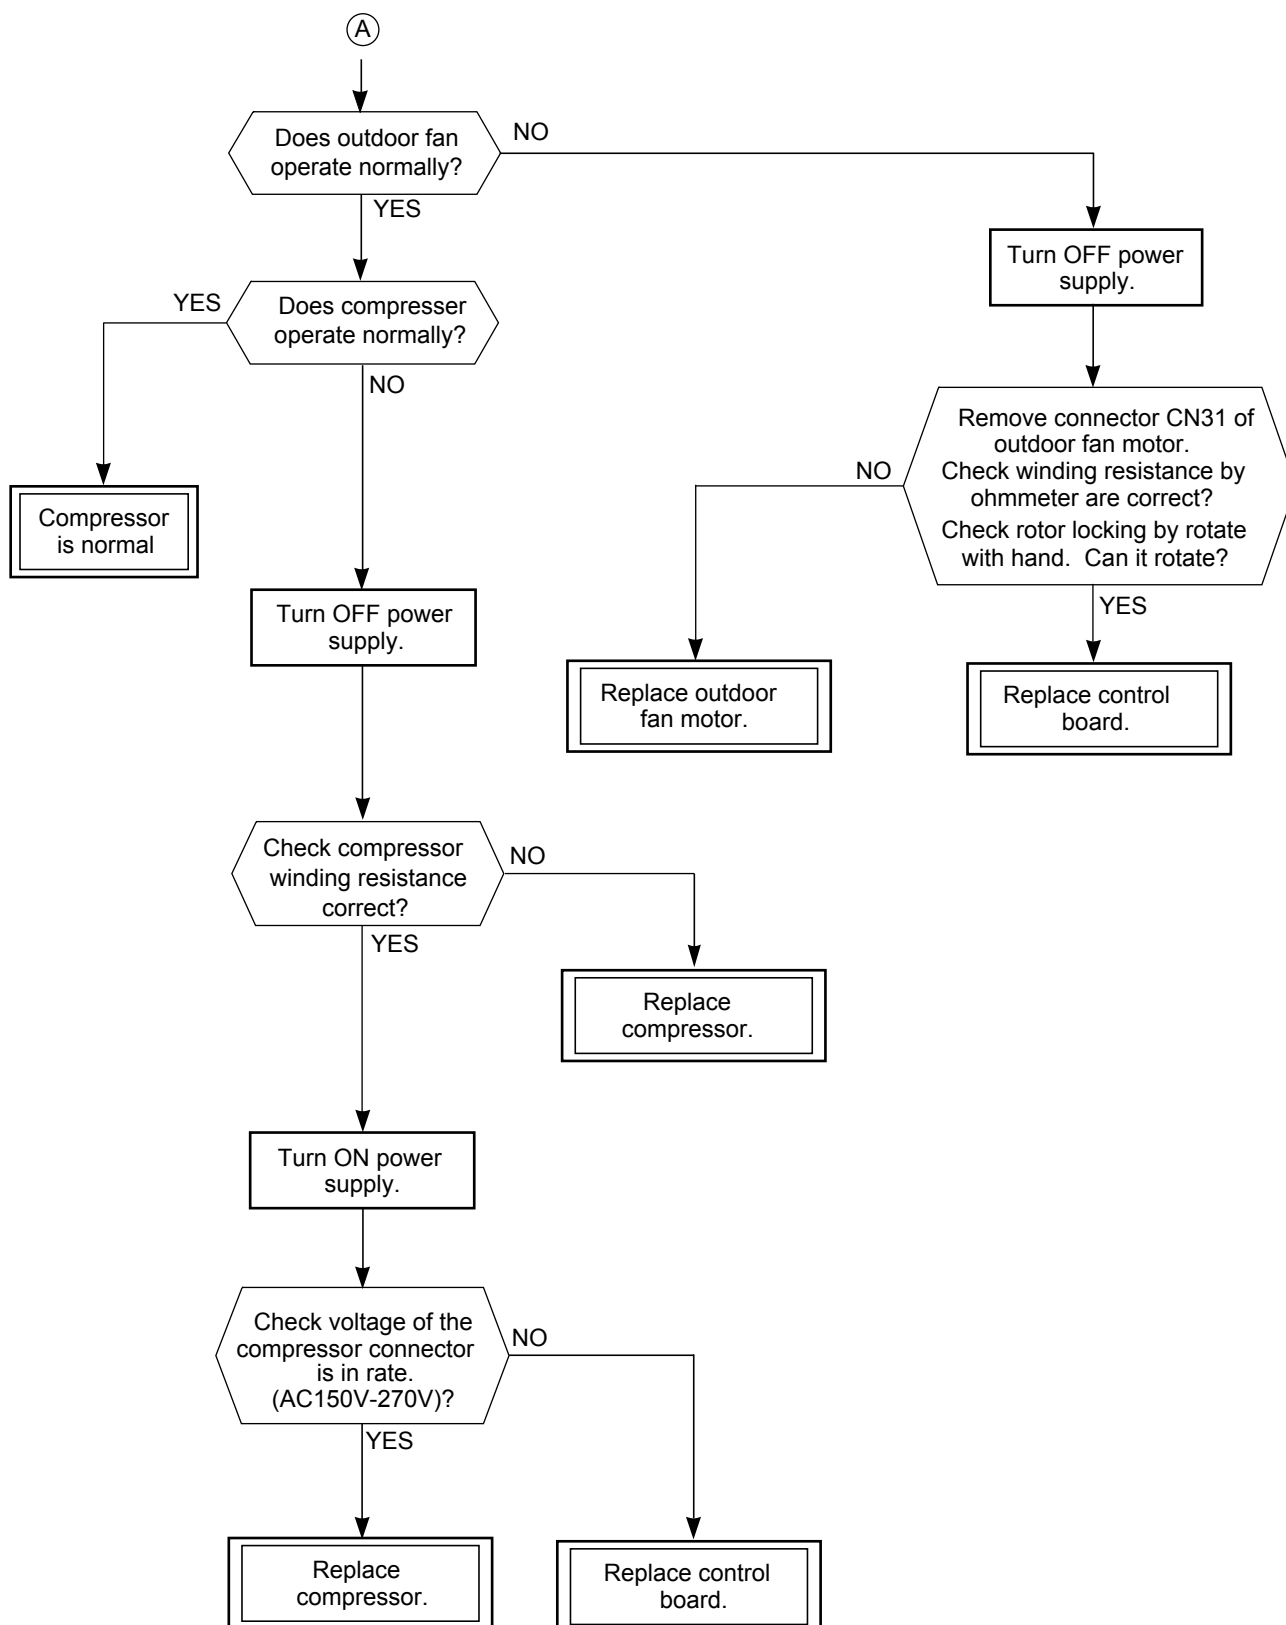 A
Does outdoor fan
operate normally?
NO
YES
Turn OFF power
supply.
YES
Does compresser
operate normally?
NO
Remove connector CN31 of
outdoor fan motor.
Check winding resistance by
ohmmeter are correct?
Check rotor locking by rotate
with hand.  Can it rotate?
NO
YES
Compressor
is normal
Turn OFF power
supply.
Replace outdoor
fan motor.
Replace control
board.
Check compressor
winding resistance
correct?
NO
YES
Replace
compressor.
Turn ON power
supply.
Check voltage of the
compressor connector
is in rate.
(AC150V-270V)?
NO
YES
Replace
compressor.
Replace control
board.